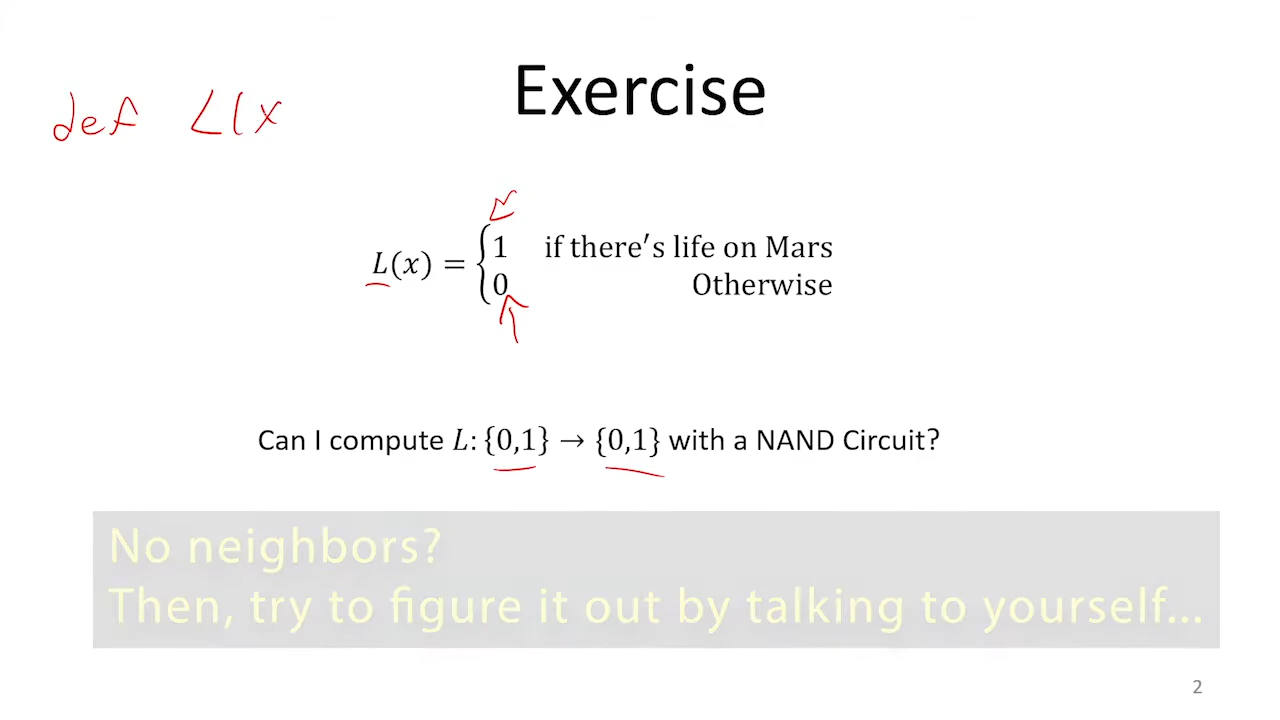 Exercise
def L(x
L(x) = { 1 if there's life on Mars
0 Otherwise
Can I compute L: {0,1} → {0,1} with a NAND Circuit?
No neighbors?
Then, try to figure it out by talking to yourself...
2